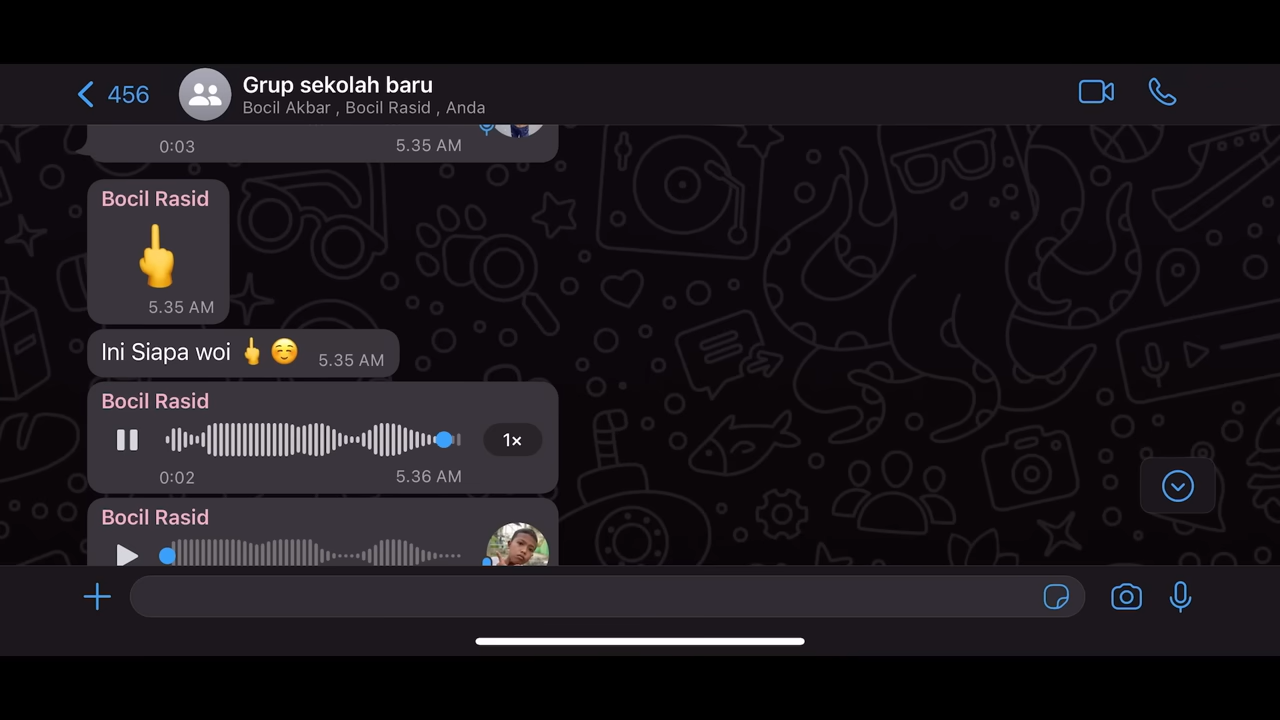 456
Grup sekolah baru
Bocil Akbar , Bocil Rasid , Anda
0:03 5.35 AM
Bocil Rasid
🖕
5.35 AM
Ini Siapa woi 🖕☺️ 5.35 AM
Bocil Rasid
1×
0:02 5.36 AM
Bocil Rasid